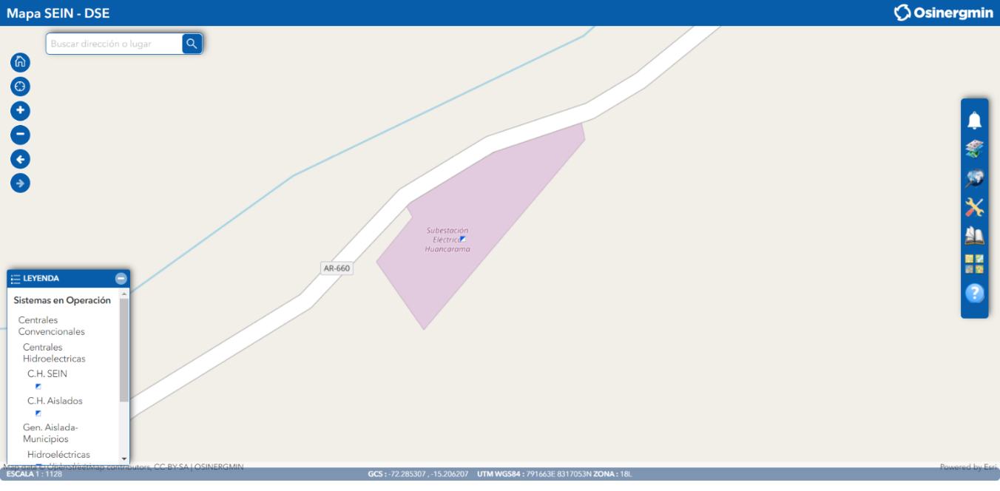 Mapa SEIN - DSE
Osinergmin
Buscar dirección o lugar
Subestación
Eléctrica
Huancarama
AR-660
LEYENDA
Sistemas en Operación
Centrales
Convencionales
Centrales
Hidroelectricas
C.H. SEIN
C.H. Aislados
Gen. Aislada-
Municipios
Hidroeléctricas
Map data © OpenStreetMap contributors, CC-BY-SA | OSINERGMIN
Powered by Esri
ESCALA 1 : 1128
GCS : -72.285307 , -15.206207 UTM WGS84 : 791663E 8317053N ZONA : 18L